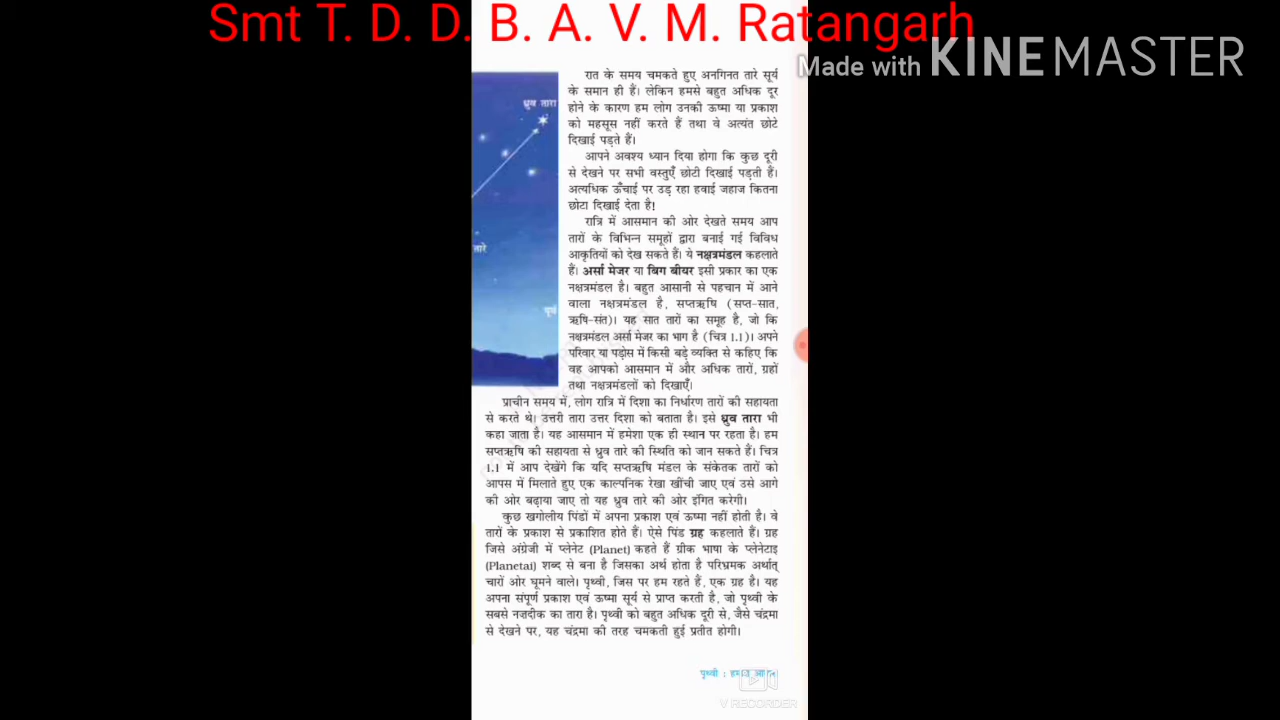 Smt T. D. D. B. A. V. M. Ratangarh
Made with KINEMASTER
रात के समय चमकते हुए अनगिनत तारे सूर्य
के समान ही हैं। लेकिन हमसे बहुत अधिक दूर
होने के कारण हम लोग उनकी ऊष्मा या प्रकाश
को महसूस नहीं करते हैं तथा वे अत्यंत छोटे
दिखाई पड़ते हैं।
आपने अवश्य ध्यान दिया होगा कि कुछ दूरी
से देखने पर सभी वस्तुएँ छोटी दिखाई पड़ती हैं।
अत्यधिक ऊँचाई पर उड़ रहा हवाई जहाज कितना
छोटा दिखाई देता है!
रात्रि में आसमान की ओर देखते समय आप
तारों के विभिन्न समूहों द्वारा बनाई गई विविध
आकृतियों को देख सकते हैं। ये नक्षत्रमंडल कहलाते
हैं। अर्सा मेजर या बिग बीयर इसी प्रकार का एक
नक्षत्रमंडल है। बहुत आसानी से पहचान में आने
वाला नक्षत्रमंडल है, सप्तऋषि (सप्त-सात,
ऋषि-संत)। यह सात तारों का समूह है, जो कि
नक्षत्रमंडल अर्सा मेजर का भाग है (चित्र 1.1)। अपने
परिवार या पड़ोस में किसी बड़े व्यक्ति से कहिए कि
वह आपको आसमान में और अधिक तारों, ग्रहों
तथा नक्षत्रमंडलों को दिखाएँ।
ध्रुव तारा
तारे
प्राचीन समय में, लोग रात्रि में दिशा का निर्धारण तारों की सहायता
से करते थे। उत्तरी तारा उत्तर दिशा को बताता है। इसे ध्रुव तारा भी
कहा जाता है। यह आसमान में हमेशा एक ही स्थान पर रहता है। हम
सप्तऋषि की सहायता से ध्रुव तारे की स्थिति को जान सकते हैं। चित्र
1.1 में आप देखेंगे कि यदि सप्तऋषि मंडल के संकेतक तारों को
आपस में मिलाते हुए एक काल्पनिक रेखा खींची जाए एवं उसे आगे
की ओर बढ़ाया जाए तो यह ध्रुव तारे की ओर इंगित करेगी।
कुछ खगोलीय पिंडों में अपना प्रकाश एवं ऊष्मा नहीं होती है। वे
तारों के प्रकाश से प्रकाशित होते हैं। ऐसे पिंड ग्रह कहलाते हैं। ग्रह
जिसे अंग्रेजी में प्लेनेट (Planet) कहते हैं ग्रीक भाषा के प्लेनेटाइ
(Planetai) शब्द से बना है जिसका अर्थ होता है परिभ्रमक अर्थात्
चारों ओर घूमने वाले। पृथ्वी, जिस पर हम रहते हैं, एक ग्रह है। यह
अपना संपूर्ण प्रकाश एवं ऊष्मा सूर्य से प्राप्त करती है, जो पृथ्वी के
सबसे नज़दीक का तारा है। पृथ्वी को बहुत अधिक दूरी से, जैसे चंद्रमा
से देखने पर, यह चंद्रमा की तरह चमकती हुई प्रतीत होगी।
पृथ्वी :
V RECORDER